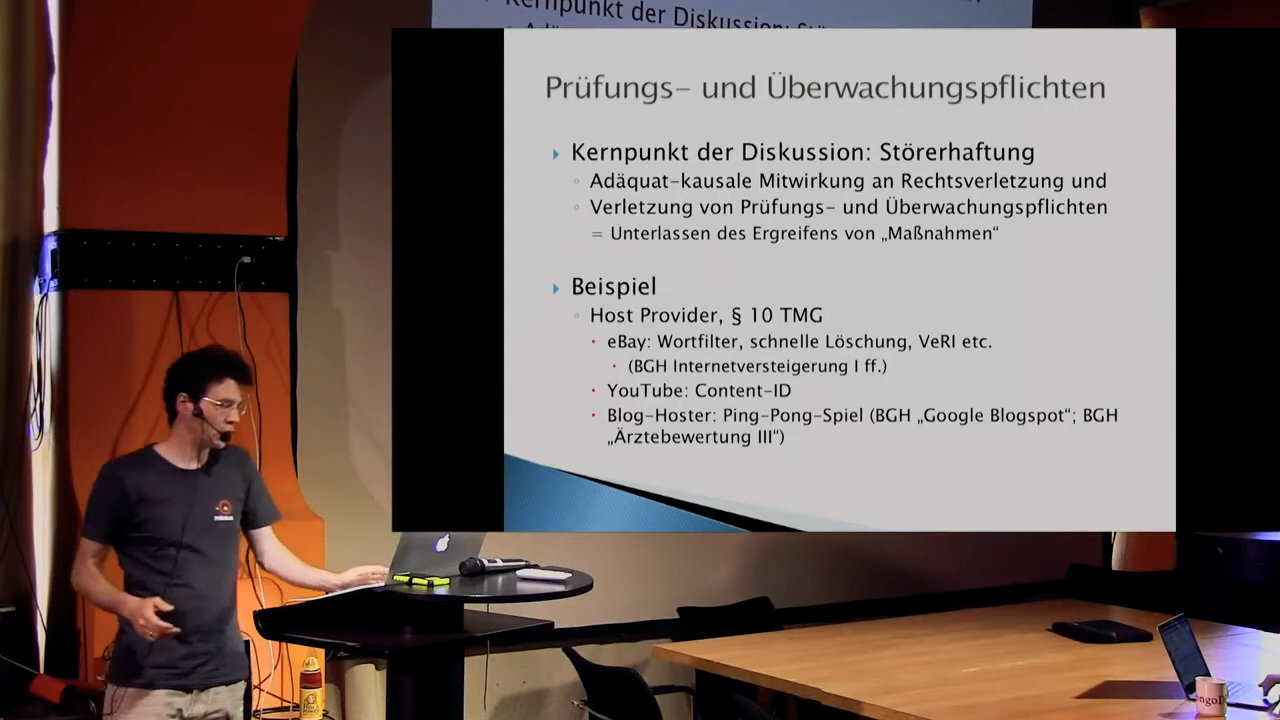 Kernpunkt der Diskussion: Stö
Prüfungs- und Überwachungspflichten
Kernpunkt der Diskussion: Störerhaftung
Adäquat-kausale Mitwirkung an Rechtsverletzung und
Verletzung von Prüfungs- und Überwachungspflichten
= Unterlassen des Ergreifens von „Maßnahmen“
Beispiel
Host Provider, § 10 TMG
eBay: Wortfilter, schnelle Löschung, VeRI etc.
(BGH Internetversteigerung I ff.)
YouTube: Content-ID
Blog-Hoster: Ping-Pong-Spiel (BGH „Google Blogspot“; BGH
„Ärztebewertung III“)